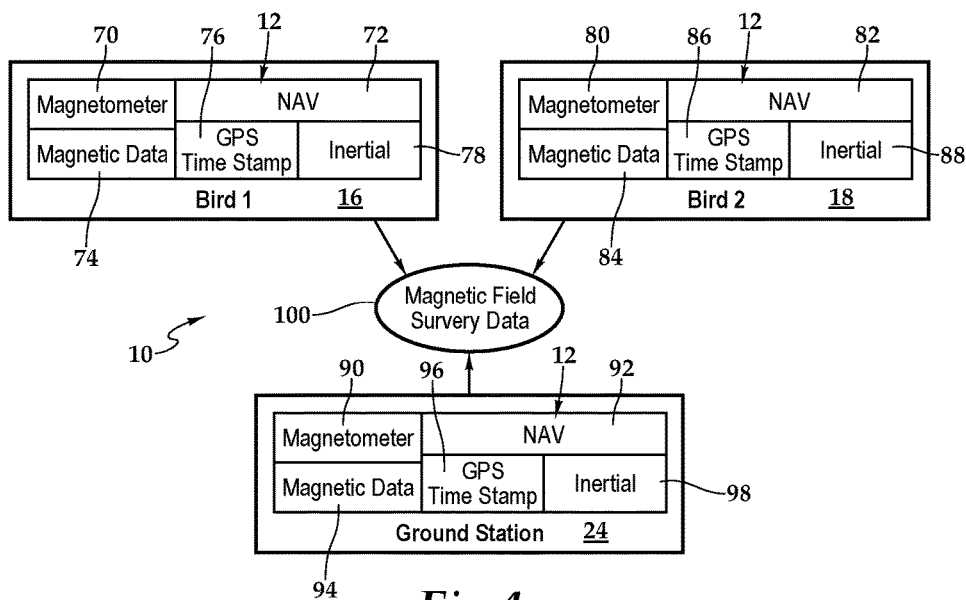 70 76 12 72
Magnetometer NAV
Magnetic Data GPS Time Stamp Inertial 78
Bird 1 16
74
80 86 12 82
Magnetometer NAV
Magnetic Data GPS Time Stamp Inertial 88
Bird 2 18
84
100 Magnetic Field
Survery Data
10
90 96 12 92
Magnetometer NAV
Magnetic Data GPS Time Stamp Inertial 98
Ground Station 24
94